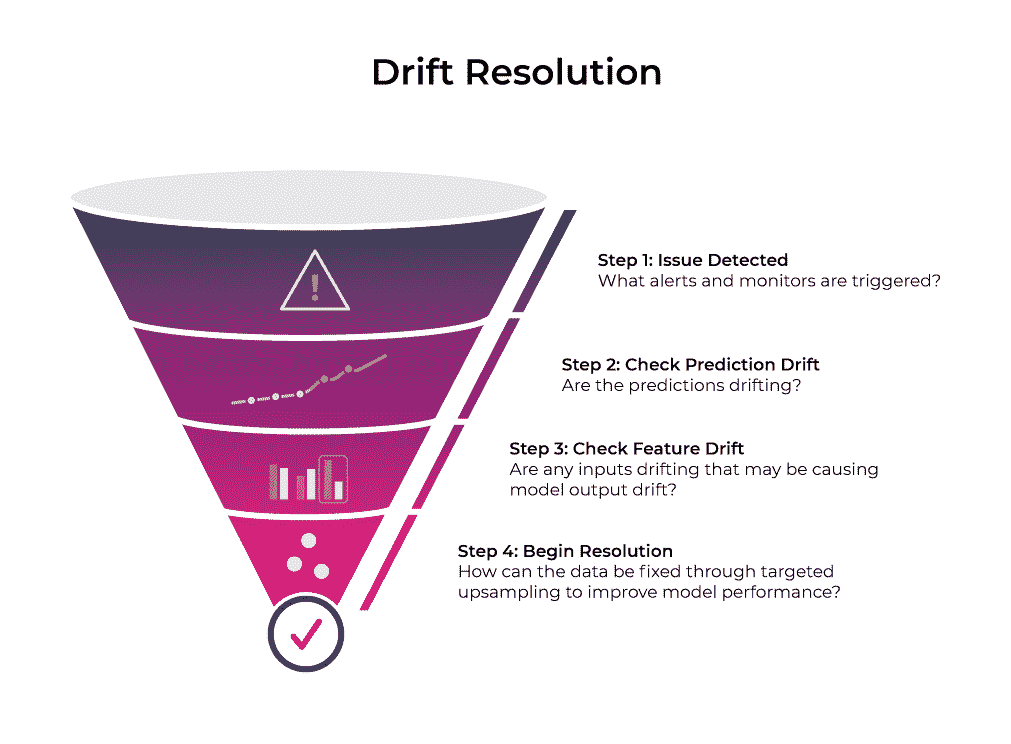 Drift Resolution
Step 1: Issue Detected
What alerts and monitors are triggered?
Step 2: Check Prediction Drift
Are the predictions drifting?
Step 3: Check Feature Drift
Are any inputs drifting that may be causing
model output drift?
Step 4: Begin Resolution
How can the data be fixed through targeted
upsampling to improve model performance?